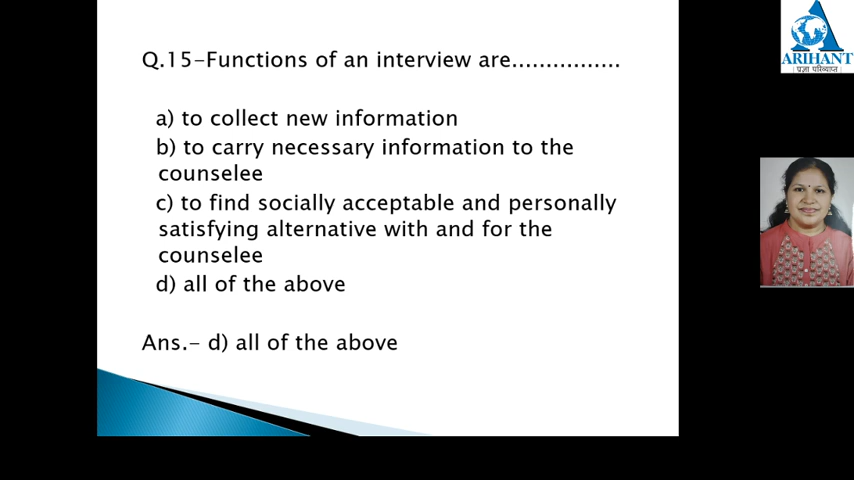 Q.15-Functions of an interview are................
a) to collect new information
b) to carry necessary information to the
counselee
c) to find socially acceptable and personally
satisfying alternative with and for the
counselee
d) all of the above
Ans.- d) all of the above
ARIHANT
| प्रज्ञा परिव्याप्त |